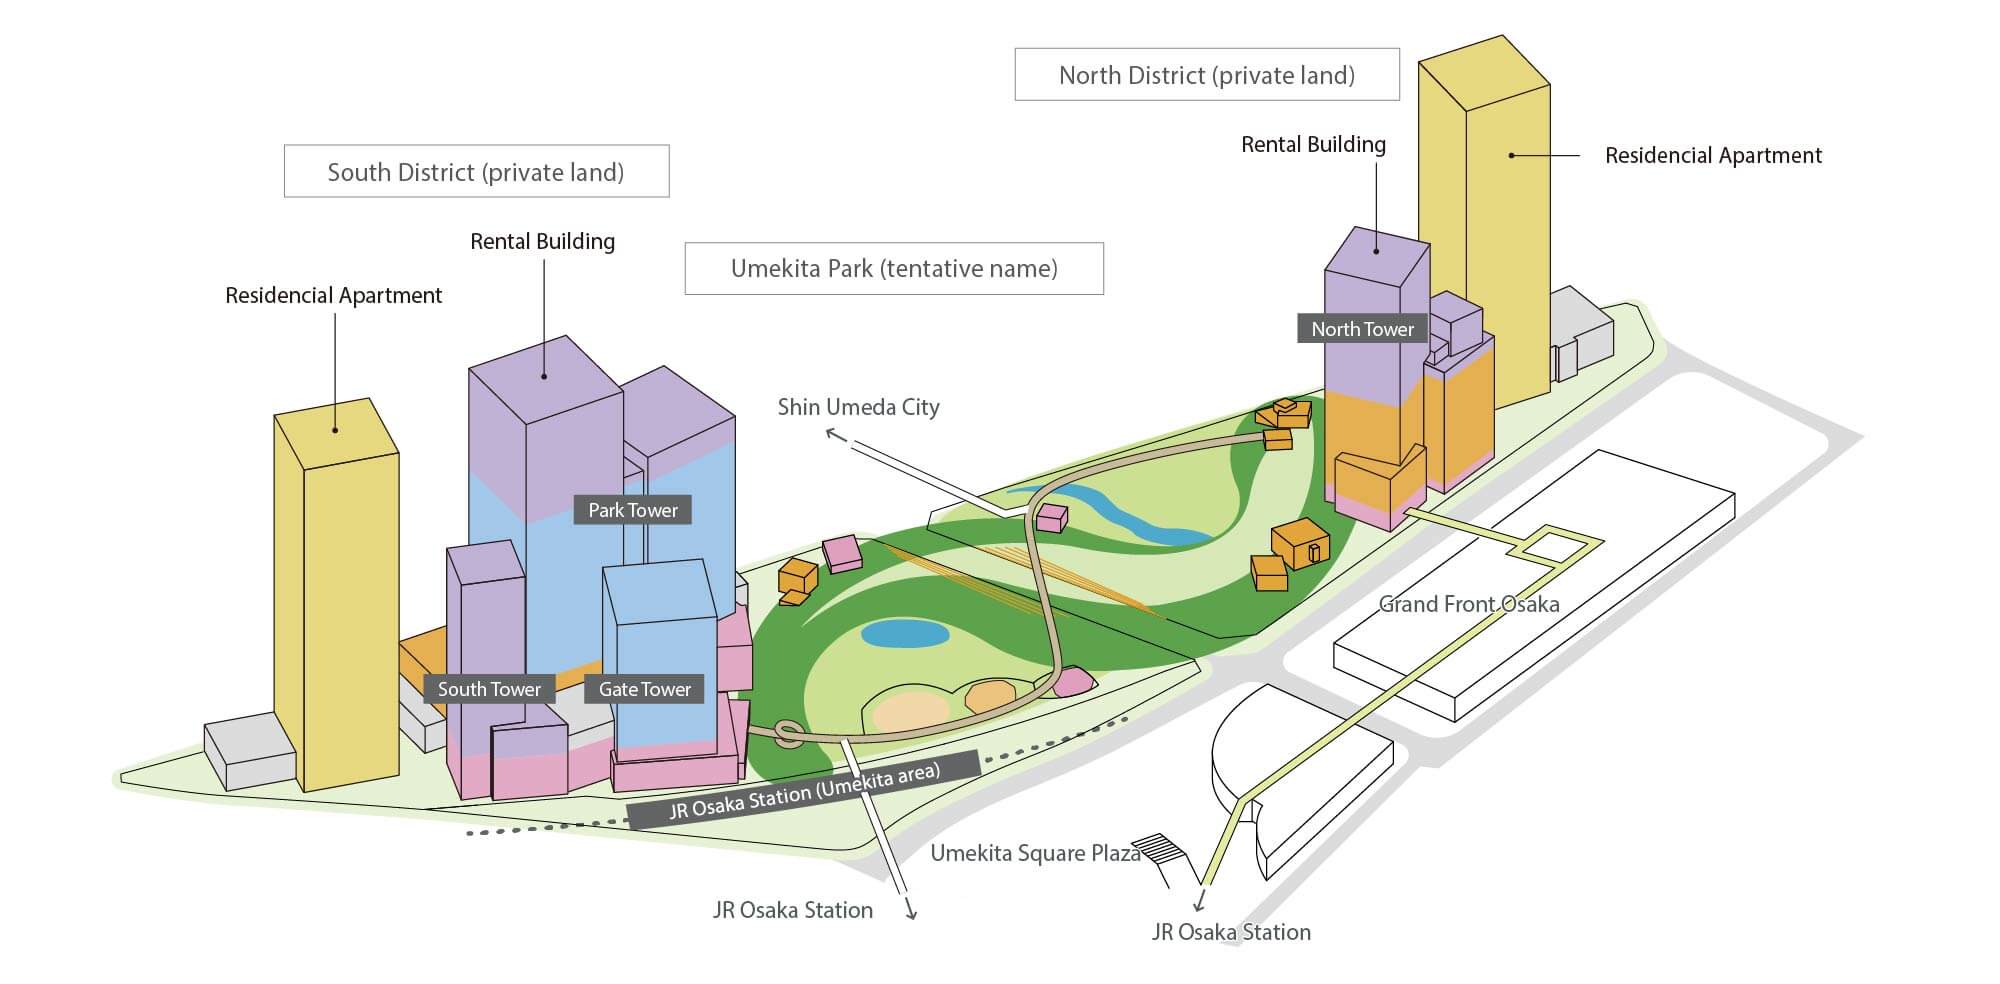 North District (private land)
Rental Building
Residencial Apartment
South District (private land)
Rental Building
Umekita Park (tentative name)
Residencial Apartment
North Tower
Shin Umeda City
Park Tower
Grand Front Osaka
South Tower
Gate Tower
JR Osaka Station (Umekita area)
Umekita Square Plaza
JR Osaka Station
JR Osaka Station